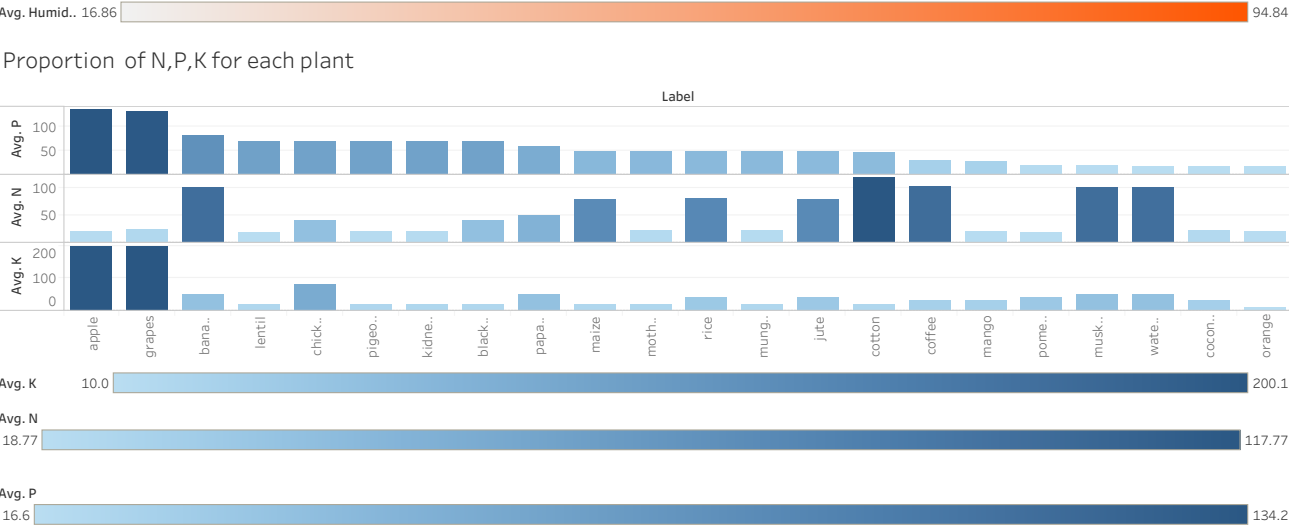 Avg. Humid.. 16.86 94.84
Proportion of N,P,K for each plant
Label
Avg. P
100
50
Avg. N
100
50
Avg. K
200
100
0
apple
grapes
bana..
lentil
chick..
pigeo..
kidne..
black..
papa..
maize
moth..
rice
mung..
jute
cotton
coffee
mango
pome..
musk..
wate..
cocon..
orange
Avg. K 10.0 200.1
Avg. N
18.77 117.77
Avg. P
16.6 134.2